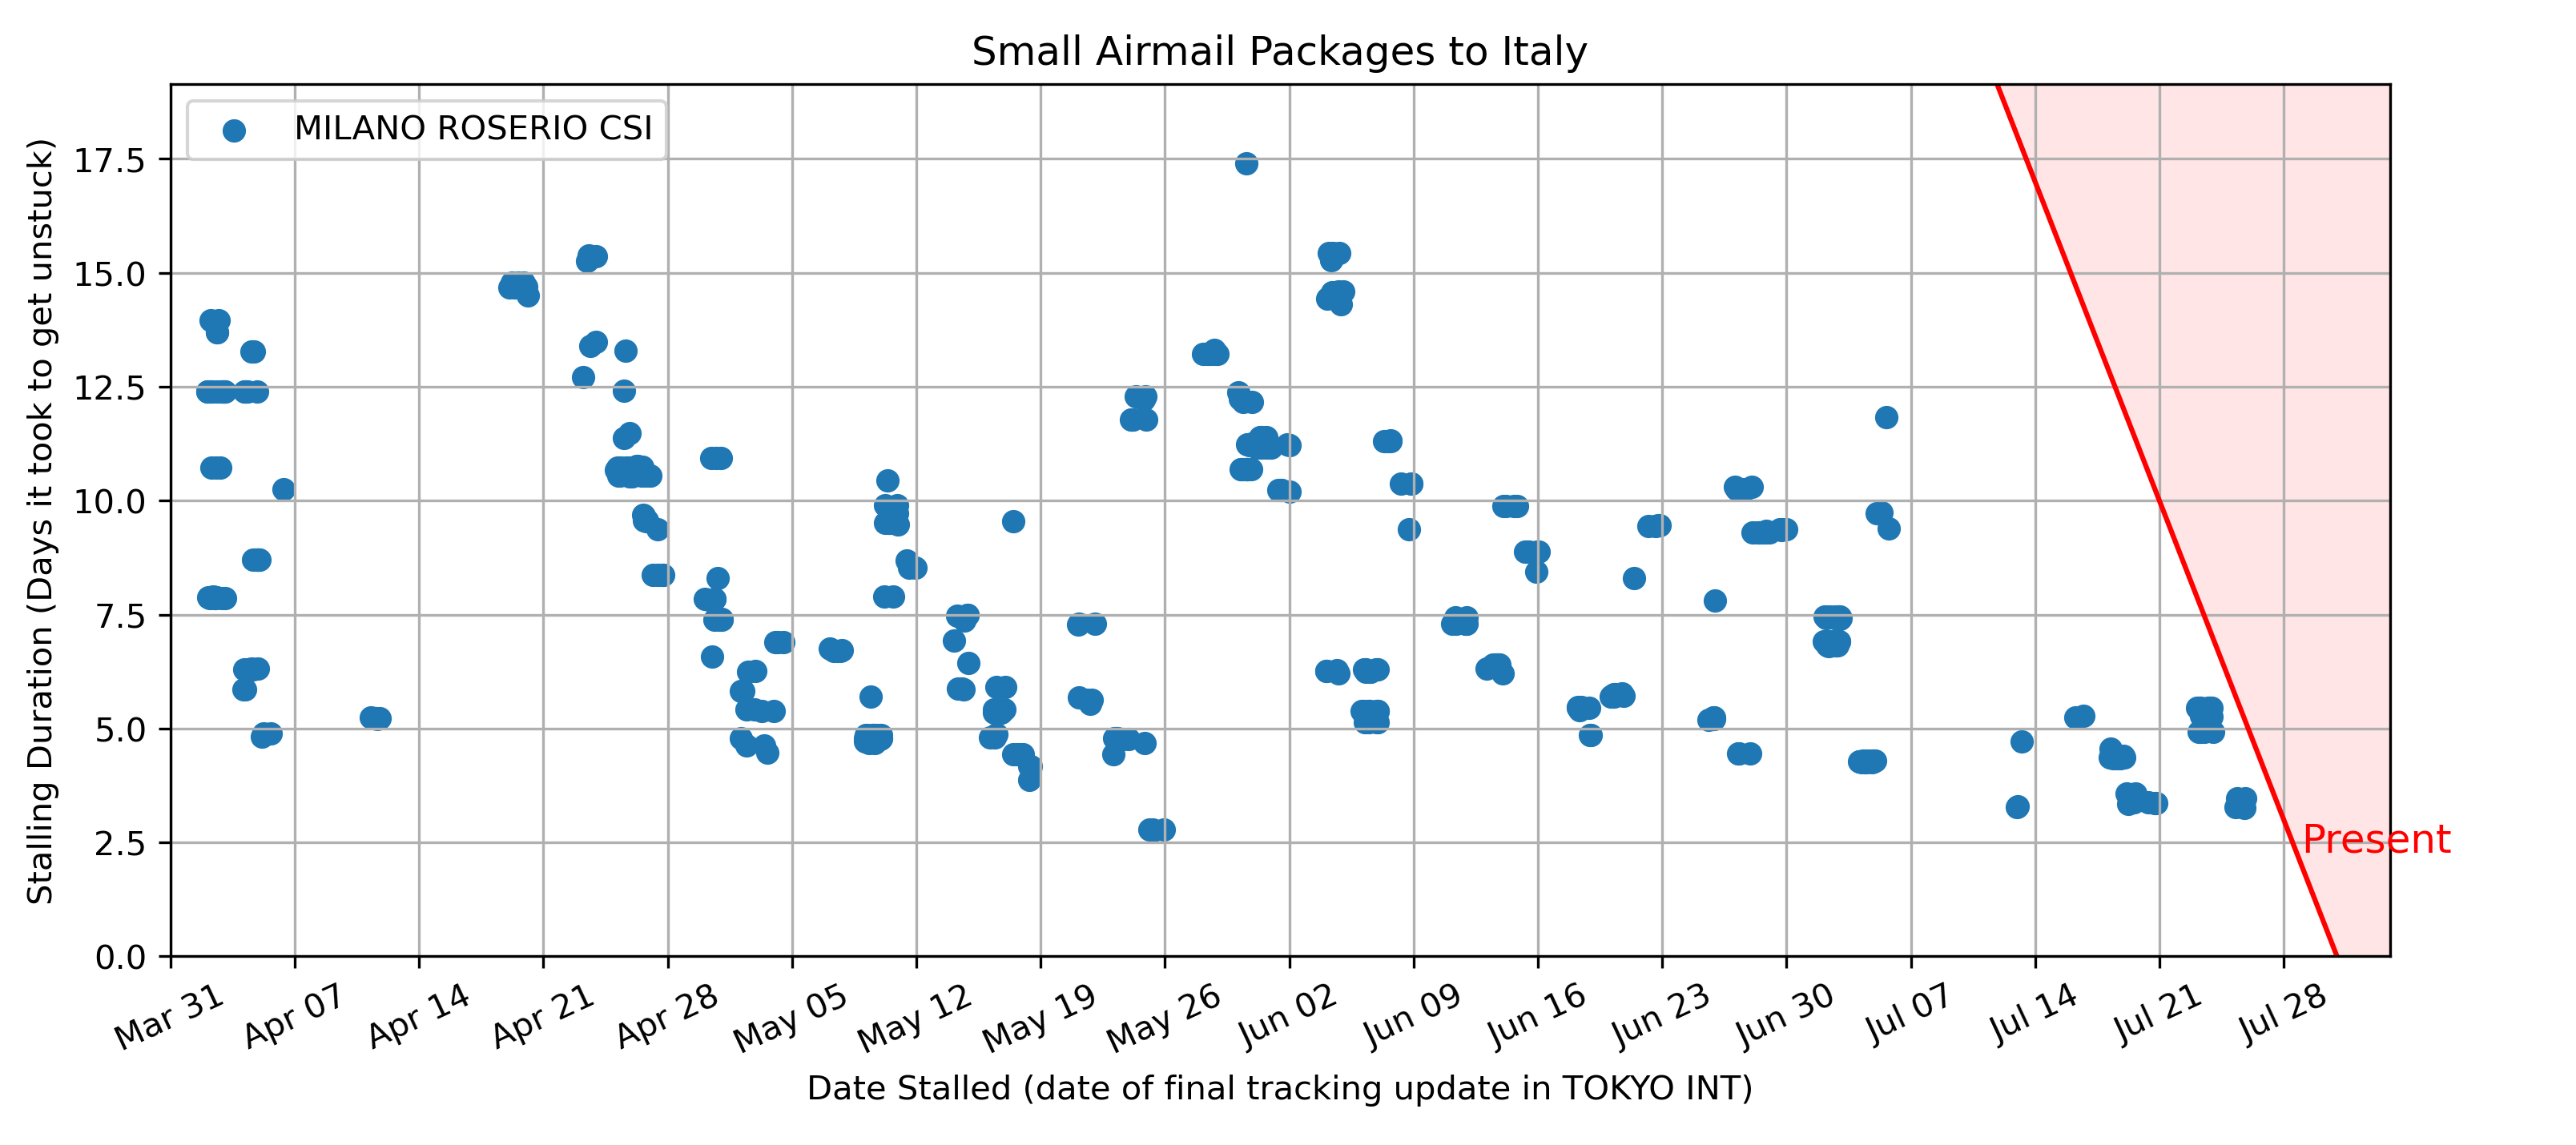 Small Airmail Packages to Italy
MILANO ROSERIO CSI
Stalling Duration (Days it took to get unstuck)
17.5
15.0
12.5
10.0
7.5
5.0
2.5
0.0
Present
Mar 31
Apr 07
Apr 14
Apr 21
Apr 28
May 05
May 12
May 19
May 26
Jun 02
Jun 09
Jun 16
Jun 23
Jun 30
Jul 07
Jul 14
Jul 21
Jul 28
Date Stalled (date of final tracking update in TOKYO INT)